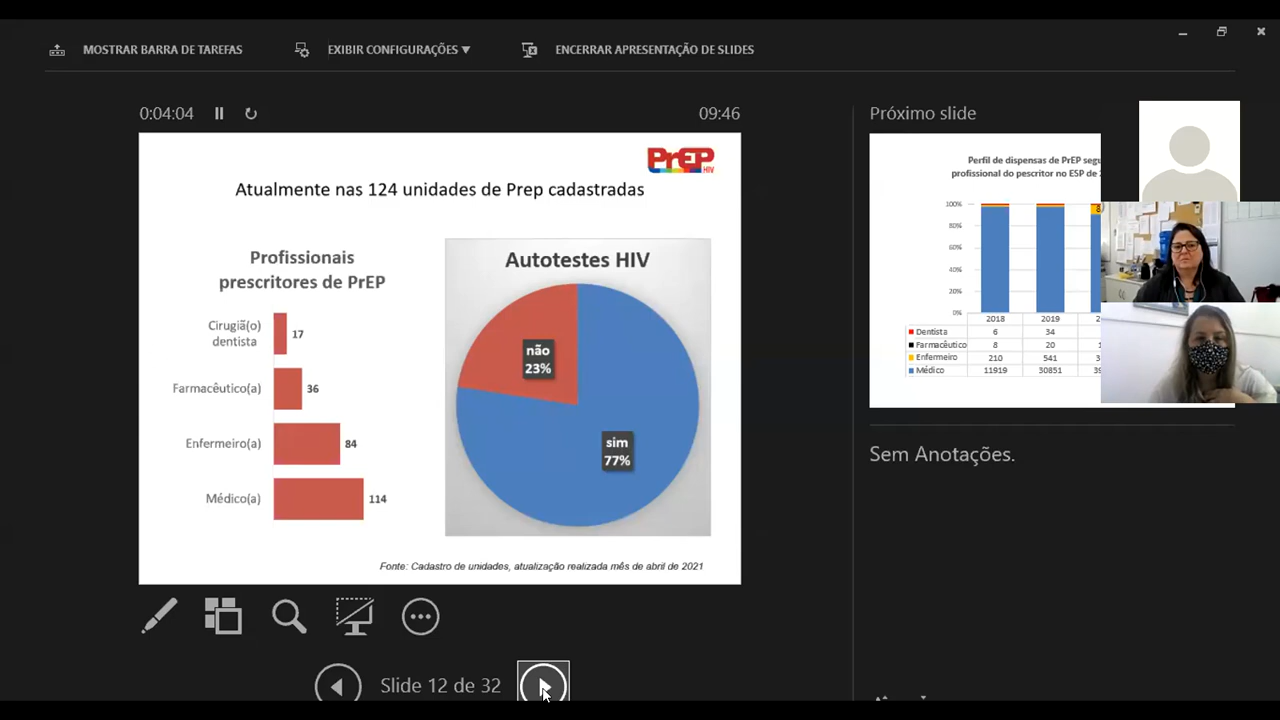 MOSTRAR BARRA DE TAREFAS
EXIBIR CONFIGURAÇÕES ▼
ENCERRAR APRESENTAÇÃO DE SLIDES
0:04:04
09:46
PrEP
HIV
Atualmente nas 124 unidades de Prep cadastradas
Profissionais
prescritores de PrEP
Cirugiã(o)
dentista
17
Farmacêutico(a)
36
Enfermeiro(a)
84
Médico(a)
114
Autotestes HIV
não
23%
sim
77%
Fonte: Cadastro de unidades, atualização realizada mês de abril de 2021
Slide 12 de 32
Próximo slide
Perfil de dispensas de PrEP
profissional do pescritor no ESP de
100%
80%
60%
40%
20%
0%
2018 2019
Dentista 6 34
Farmacêutico 8 20
Enfermeiro 210 541
Médico 11919 30851
Sem Anotações.